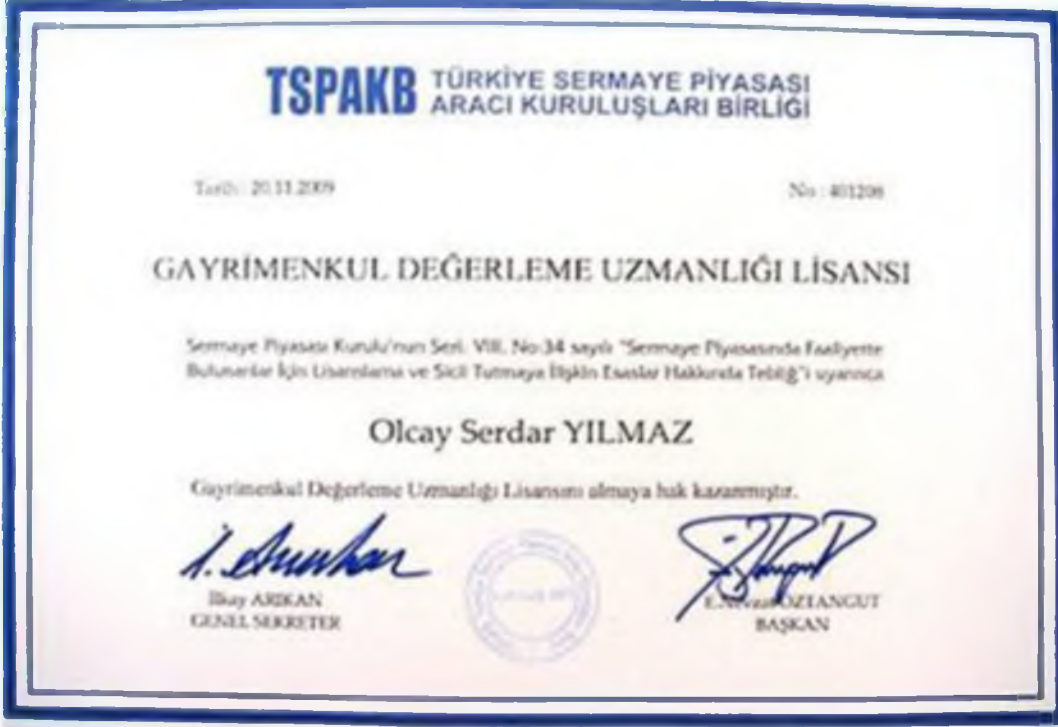 TSPAKB TÜRKİYE SERMAYE PİYASASI
ARACI KURULUŞLARI BİRLİĞİ
Tarih : 20.11.2009 No : 401208
GAYRİMENKUL DEĞERLEME UZMANLIĞI LİSANSI
Sermaye Piyasası Kurulu'nun Seri: VIII, No:34 sayılı "Sermaye Piyasasında Faaliyette
Bulunanlar İçin Lisanslama ve Sicil Tutmaya İlişkin Esaslar Hakkında Tebliğ"i uyarınca
Olcay Serdar YILMAZ
Gayrimenkul Değerleme Uzmanlığı Lisansını almaya hak kazanmıştır.
İlkay ARIKAN E.Nevzat ÖZTANGUT
GENEL SEKRETER BAŞKAN